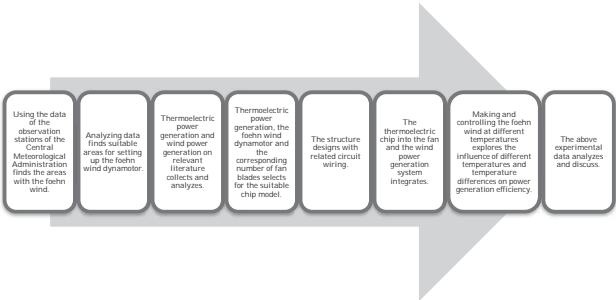 Using the data
of the
observation
stations of the
Central
Meteorological
Administration
finds the areas
with the foehn
wind.
Analyzing data
finds suitable
areas for setting
up the foehn
wind dynamotor.
Thermoelectric
power
generation and
wind power
generation on
relevant
literature
collects and
analyzes.
Thermoelectric
power
generation, the
foehn wind
dynamotor and
the
corresponding
number of fan
blades selects
for the suitable
chip model.
The structure
designs with
related circuit
wiring.
The
thermoelectric
chip into the fan
and the wind
power
generation
system
integrates.
Making and
controlling the foehn
wind at different
temperatures
explores the
influence of different
temperatures and
temperature
differences on power
generation efficiency.
The above
experimental
data analyzes
and discuss.